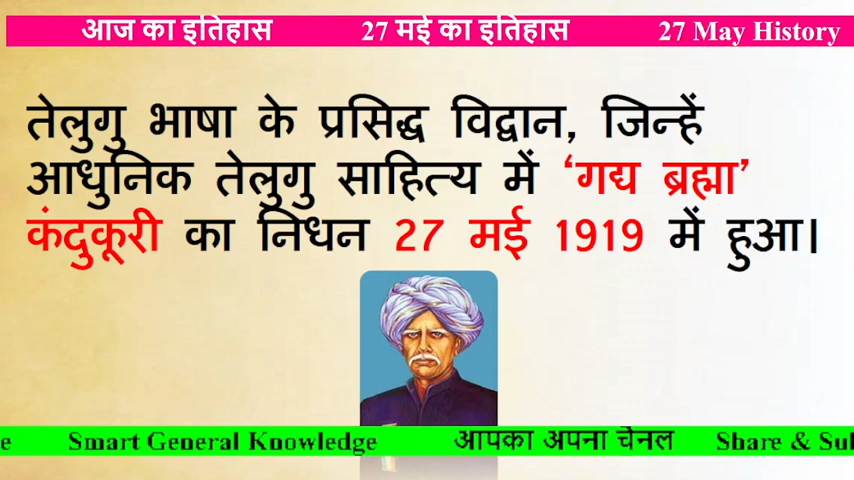 आज का इतिहास 27 मई का इतिहास 27 May History
तेलुगु भाषा के प्रसिद्ध विद्वान, जिन्हें
आधुनिक तेलुगु साहित्य में ‘गद्य ब्रह्मा’
कंदुकूरी का निधन 27 मई 1919 में हुआ।
e Smart General Knowledge आपका अपना चैनल Share & Sul